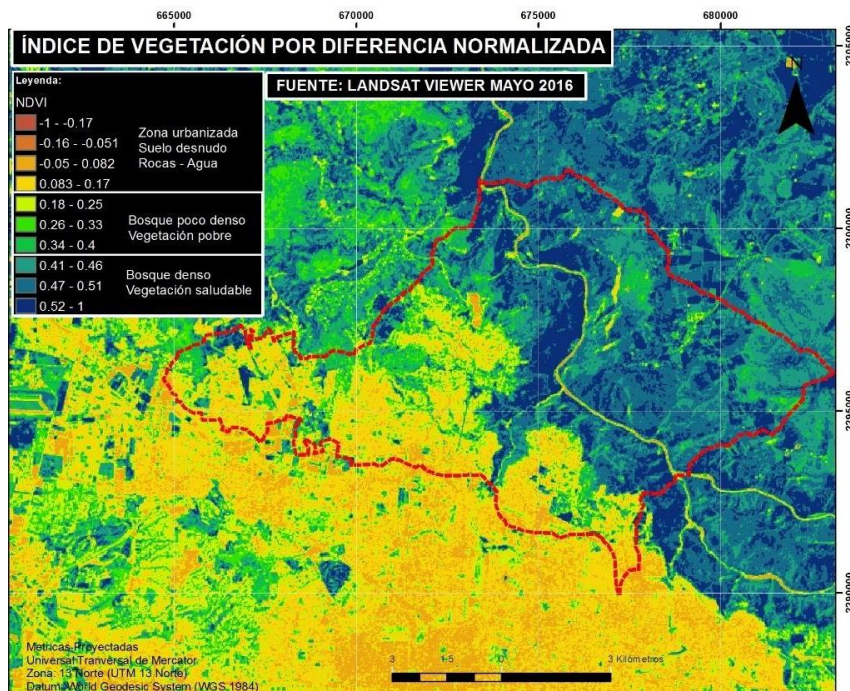 665000 670000 675000 680000
ÍNDICE DE VEGETACIÓN POR DIFERENCIA NORMALIZADA
FUENTE: LANDSAT VIEWER MAYO 2016
N
Leyenda:
NDVI
-1 - -0.17
-0.16 - -0.051
-0.05 - 0.082
0.083 - 0.17
Zona urbanizada
Suelo desnudo
Rocas - Agua
0.18 - 0.25
0.26 - 0.33
0.34 - 0.4
Bosque poco denso
Vegetación pobre
0.41 - 0.46
0.47 - 0.51
0.52 - 1
Bosque denso
Vegetación saludable
2295000
Metricas Proyectadas
Universal Tranversal de Mercator
Zona: 13 Norte (UTM 13 Norte)
Datum: World Geodesic System (WGS 1984)
3 1.5 0 3 Kilómetros